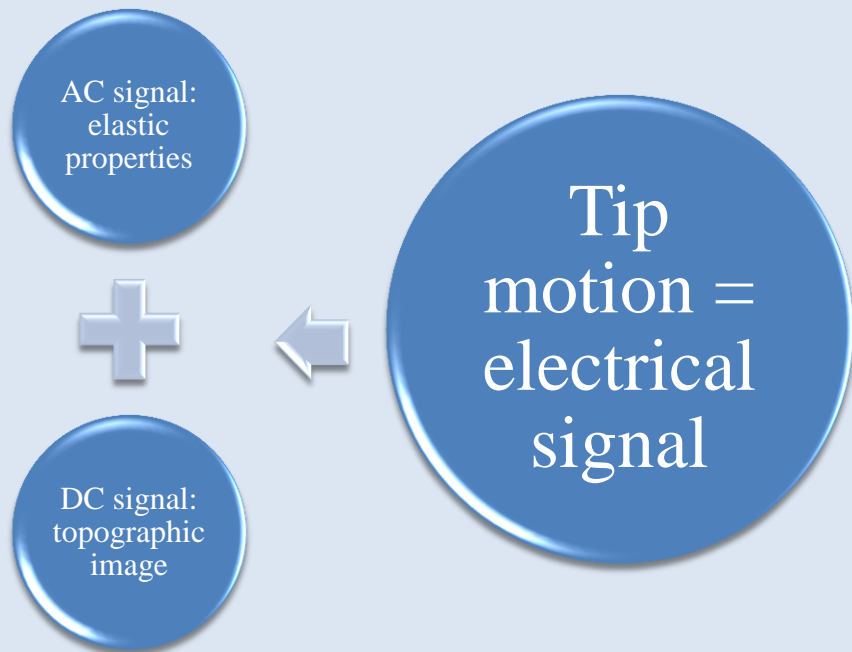 AC signal:
elastic
properties
DC signal:
topographic
image
Tip
motion =
electrical
signal